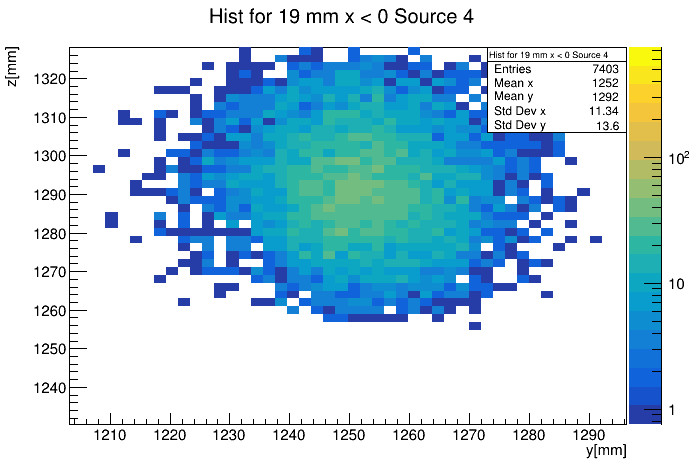 Hist for 19 mm x < 0 Source 4
z[mm]
Hist for 19 mm x < 0 Source 4
Entries 7403
Mean x 1252
Mean y 1292
Std Dev x 11.34
Std Dev y 13.6
1320
1310
1300
1290
1280
1270
1260
1250
1240
10²
10
1
1210 1220 1230 1240 1250 1260 1270 1280 1290
y[mm]